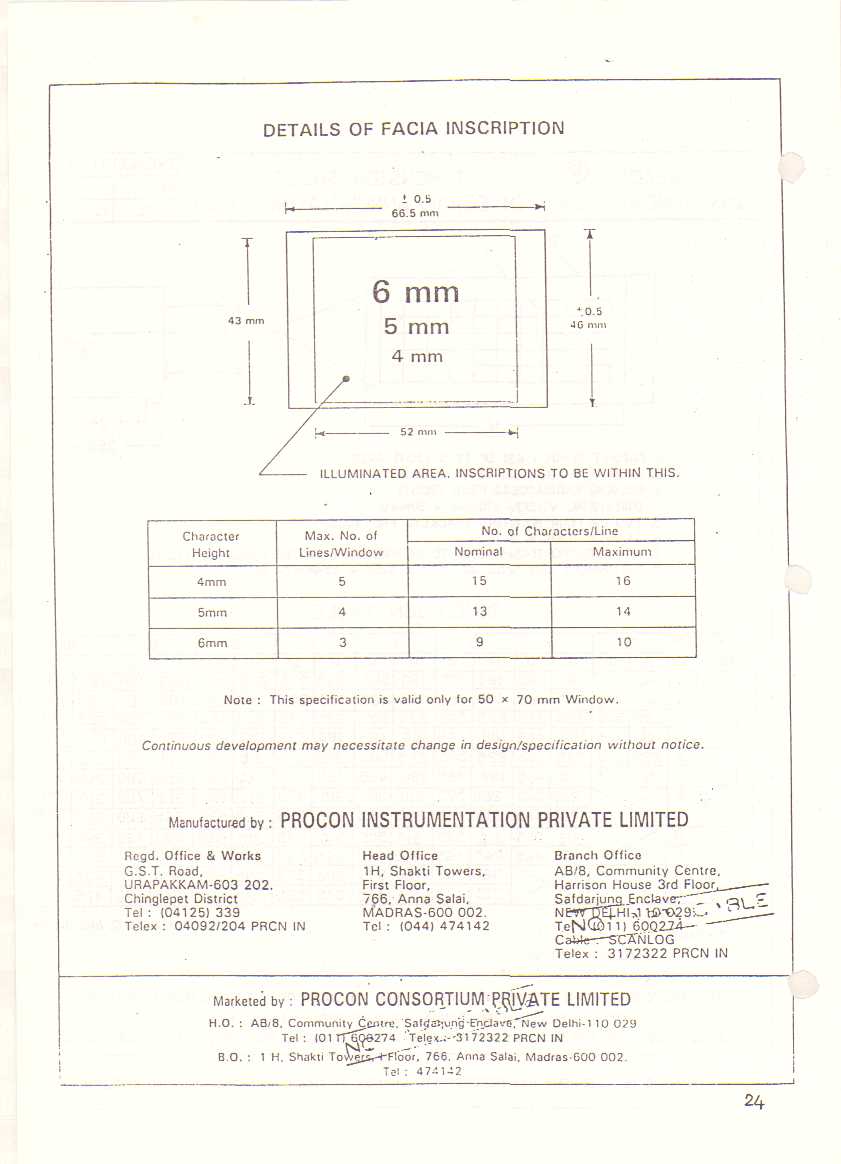 DETAILS OF FACIA INSCRIPTION
± 0.5
66.5 mm
6 mm
5 mm
4 mm
43 mm
± 0.5
46 mm
52 mm
ILLUMINATED AREA. INSCRIPTIONS TO BE WITHIN THIS.
Character Height Max. No. of Lines/Window No. of Characters/Line
Nominal Maximum
4mm 5 15 16
5mm 4 13 14
6mm 3 9 10
Note : This specification is valid only for 50 × 70 mm Window.
Continuous development may necessitate change in design/specification without notice.
Manufactured by : PROCON INSTRUMENTATION PRIVATE LIMITED
Regd. Office & Works
G.S.T. Road,
URAPAKKAM-603 202.
Chinglepet District
Tel : (04125) 339
Telex : 04092/204 PRCN IN
Head Office
1H, Shakti Towers,
First Floor,
766, Anna Salai,
MADRAS-600 002.
Tel : (044) 474142
Branch Office
AB/8, Community Centre,
Harrison House 3rd Floor,
Safdarjung Enclave,
NEW DELHI-110 029.
Tel : (011) 600274
Cable : SCANLOG
Telex : 3172322 PRCN IN
Marketed by : PROCON CONSORTIUM PRIVATE LIMITED
H.O. : AB/8, Community Centre, Safdarjung Enclave, New Delhi-110 029
Tel : (011) 600274 Telex : 3172322 PRCN IN
B.O. : 1 H, Shakti Towers, I Floor, 766, Anna Salai, Madras-600 002.
Tel : 474142
24